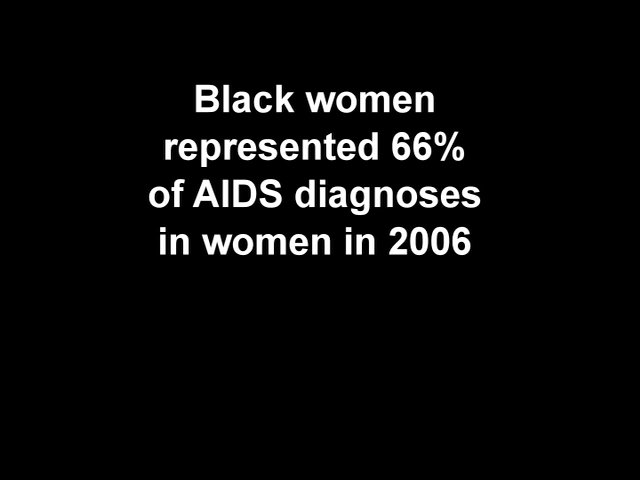 Black women
represented 66%
of AIDS diagnoses
in women in 2006